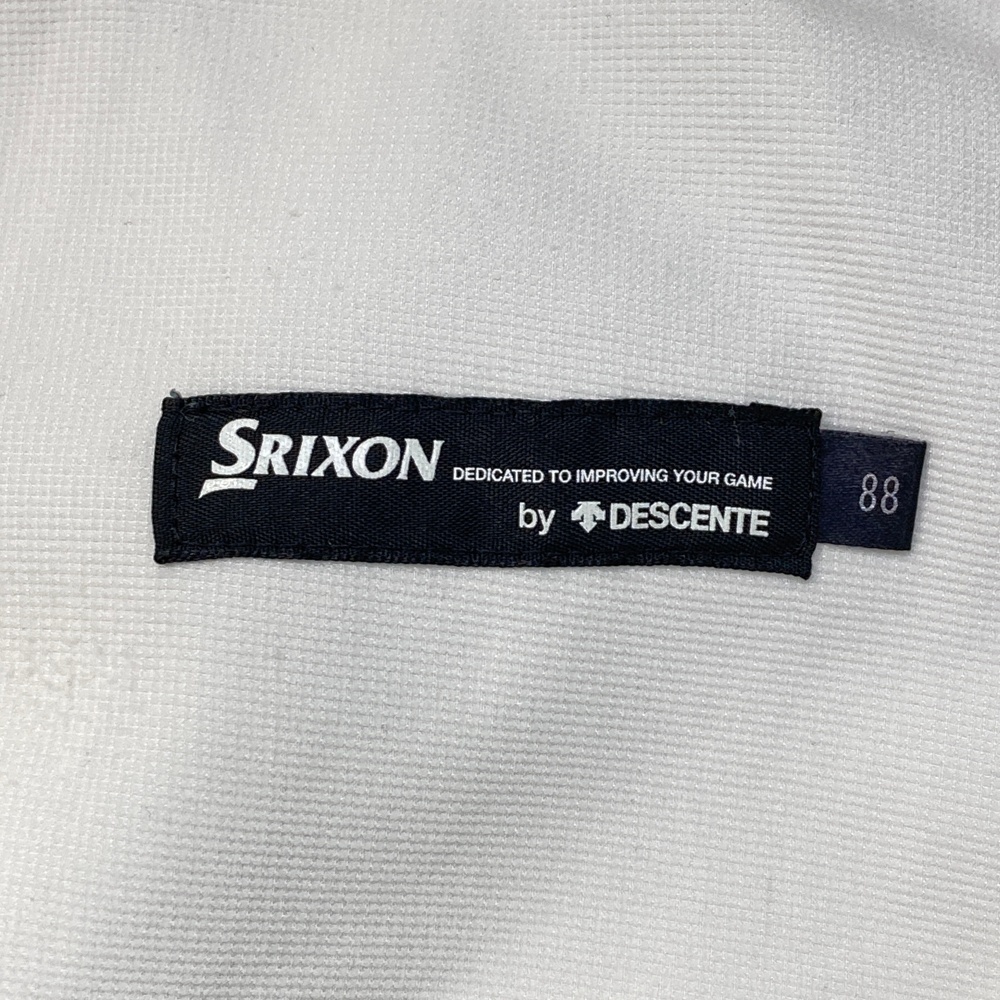 SRIXON DEDICATED TO IMPROVING YOUR GAME
by DESCENTE
88